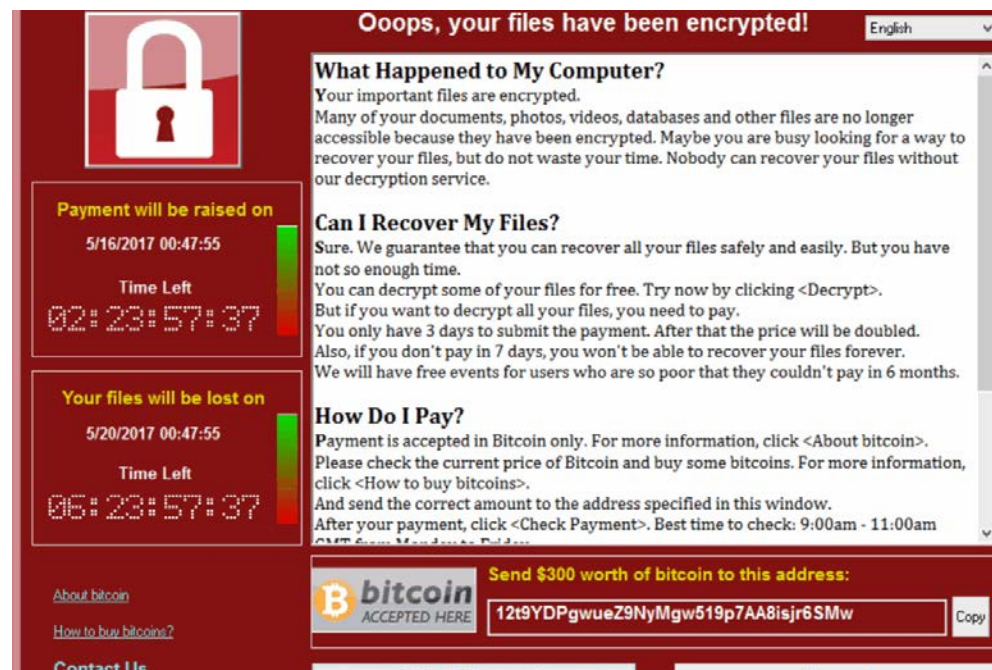 Ooops, your files have been encrypted!
English
What Happened to My Computer?
Your important files are encrypted.
Many of your documents, photos, videos, databases and other files are no longer
accessible because they have been encrypted. Maybe you are busy looking for a way to
recover your files, but do not waste your time. Nobody can recover your files without
our decryption service.
Can I Recover My Files?
Sure. We guarantee that you can recover all your files safely and easily. But you have
not so enough time.
You can decrypt some of your files for free. Try now by clicking <Decrypt>.
But if you want to decrypt all your files, you need to pay.
You only have 3 days to submit the payment. After that the price will be doubled.
Also, if you don't pay in 7 days, you won't be able to recover your files forever.
We will have free events for users who are so poor that they couldn't pay in 6 months.
How Do I Pay?
Payment is accepted in Bitcoin only. For more information, click <About bitcoin>.
Please check the current price of Bitcoin and buy some bitcoins. For more information,
click <How to buy bitcoins>.
And send the correct amount to the address specified in this window.
After your payment, click <Check Payment>. Best time to check: 9:00am - 11:00am
GMT from Monday to Friday.
Payment will be raised on
5/16/2017 00:47:55
Time Left
02:23:57:37
Your files will be lost on
5/20/2017 00:47:55
Time Left
06:23:57:37
About bitcoin
How to buy bitcoins?
Contact Us
bitcoin
ACCEPTED HERE
Send $300 worth of bitcoin to this address:
12t9YDPgwueZ9NyMgw519p7AA8isjr6SMw
Copy